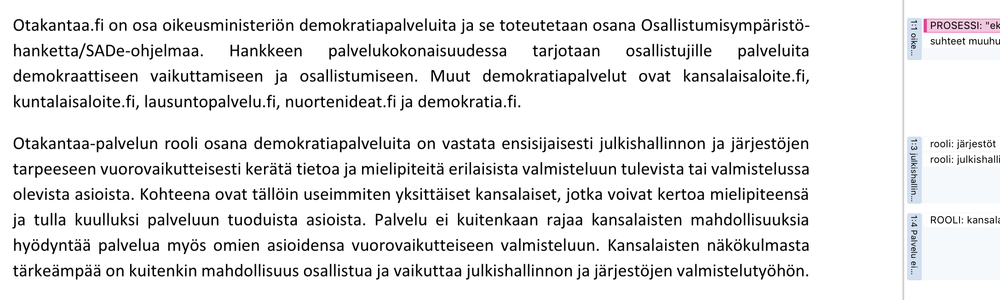 Otakantaa.fi on osa oikeusministeriön demokratiapalveluita ja se toteutetaan osana Osallistumisympäristö-
hanketta/SADe-ohjelmaa. Hankkeen palvelukokonaisuudessa tarjotaan osallistujille palveluita
demokraattiseen vaikuttamiseen ja osallistumiseen. Muut demokratiapalvelut ovat kansalaisaloite.fi,
kuntalaisaloite.fi, lausuntopalvelu.fi, nuortenideat.fi ja demokratia.fi.
Otakantaa-palvelun rooli osana demokratiapalveluita on vastata ensisijaisesti julkishallinnon ja järjestöjen
tarpeeseen vuorovaikutteisesti kerätä tietoa ja mielipiteitä erilaisista valmisteluun tulevista tai valmistelussa
olevista asioista. Kohteena ovat tällöin useimmiten yksittäiset kansalaiset, jotka voivat kertoa mielipiteensä
ja tulla kuulluksi palveluun tuoduista asioista. Palvelu ei kuitenkaan rajaa kansalaisten mahdollisuuksia
hyödyntää palvelua myös omien asioidensa vuorovaikutteiseen valmisteluun. Kansalaisten näkökulmasta
tärkeämpää on kuitenkin mahdollisuus osallistua ja vaikuttaa julkishallinnon ja järjestöjen valmistelutyöhön.
1:1 oike...
PROSESSI: "ek
suhteet muuhu
1:3 julkishallin...
rooli: järjestöt
rooli: julkishalli
1:4 Palvelu ei...
ROOLI: kansala